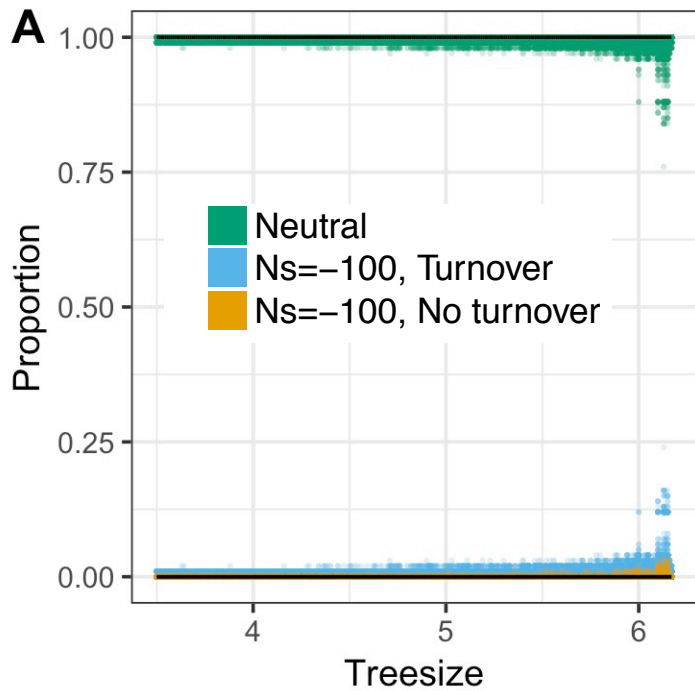 A
1.00
0.75
0.50
0.25
0.00
Proportion
Neutral
Ns=−100, Turnover
Ns=−100, No turnover
4 5 6
Treesize